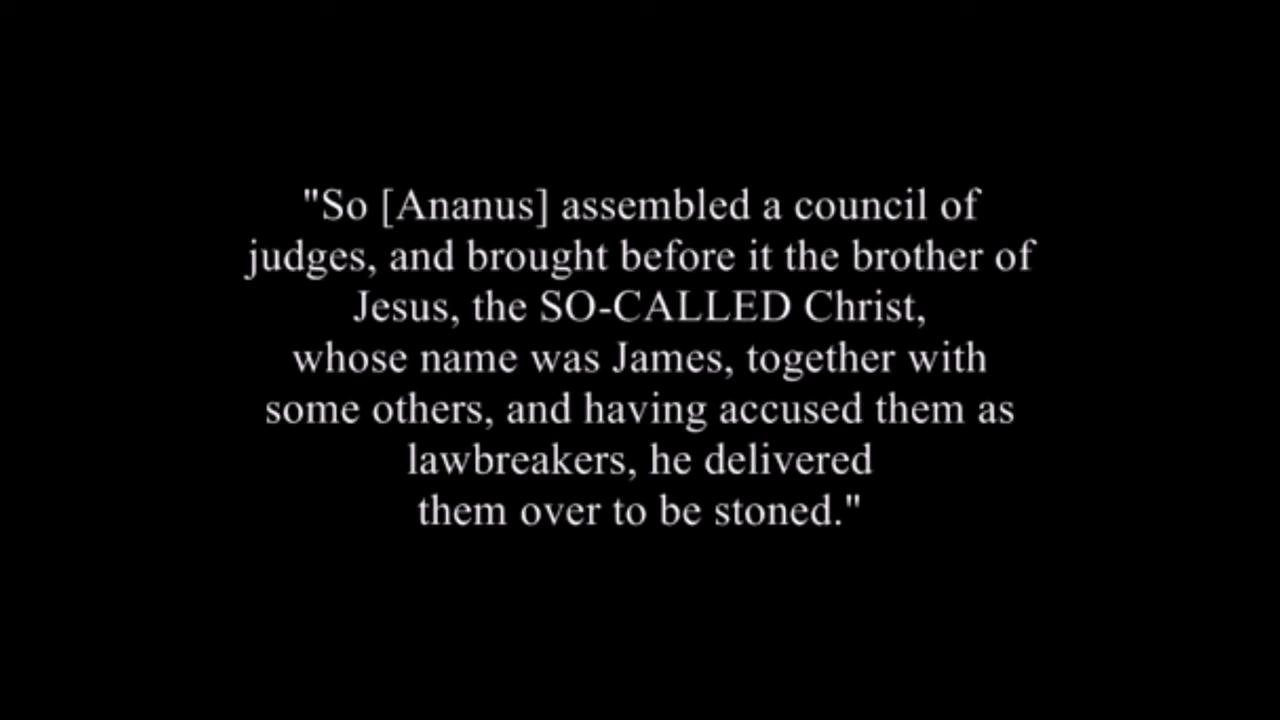 "So [Ananus] assembled a council of
judges, and brought before it the brother of
Jesus, the SO-CALLED Christ,
whose name was James, together with
some others, and having accused them as
lawbreakers, he delivered
them over to be stoned."